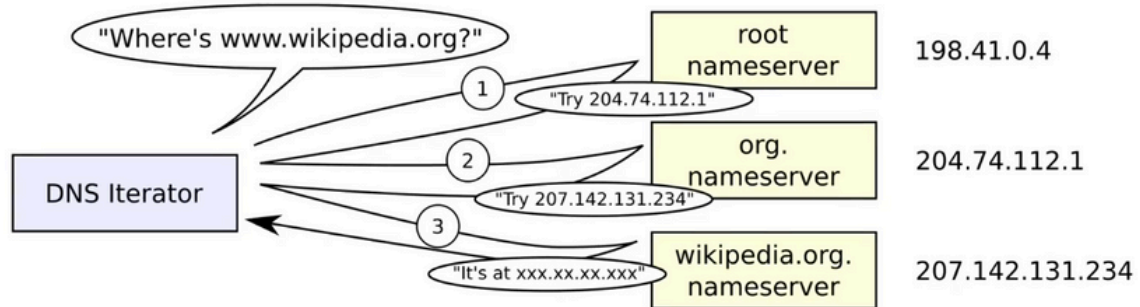 "Where's www.wikipedia.org?"
root
nameserver
198.41.0.4
1
"Try 204.74.112.1"
org.
nameserver
204.74.112.1
2
DNS Iterator
"Try 207.142.131.234"
3
wikipedia.org.
nameserver
207.142.131.234
"It's at xxx.xx.xx.xxx"